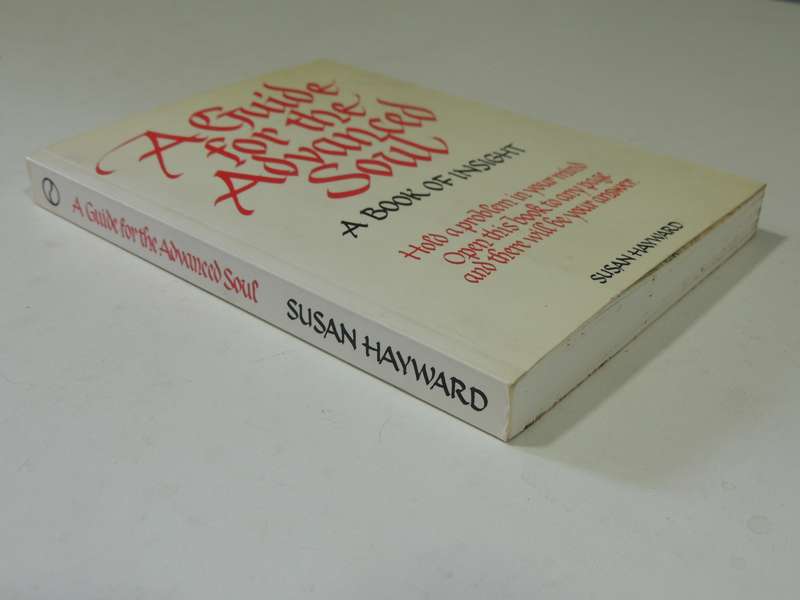 A Guide
for the
Advanced
Soul
A BOOK OF INSIGHT
Hold a problem in your mind
Open this book to any page
and there will be your answer
SUSAN HAYWARD
A Guide for the Advanced Soul SUSAN HAYWARD